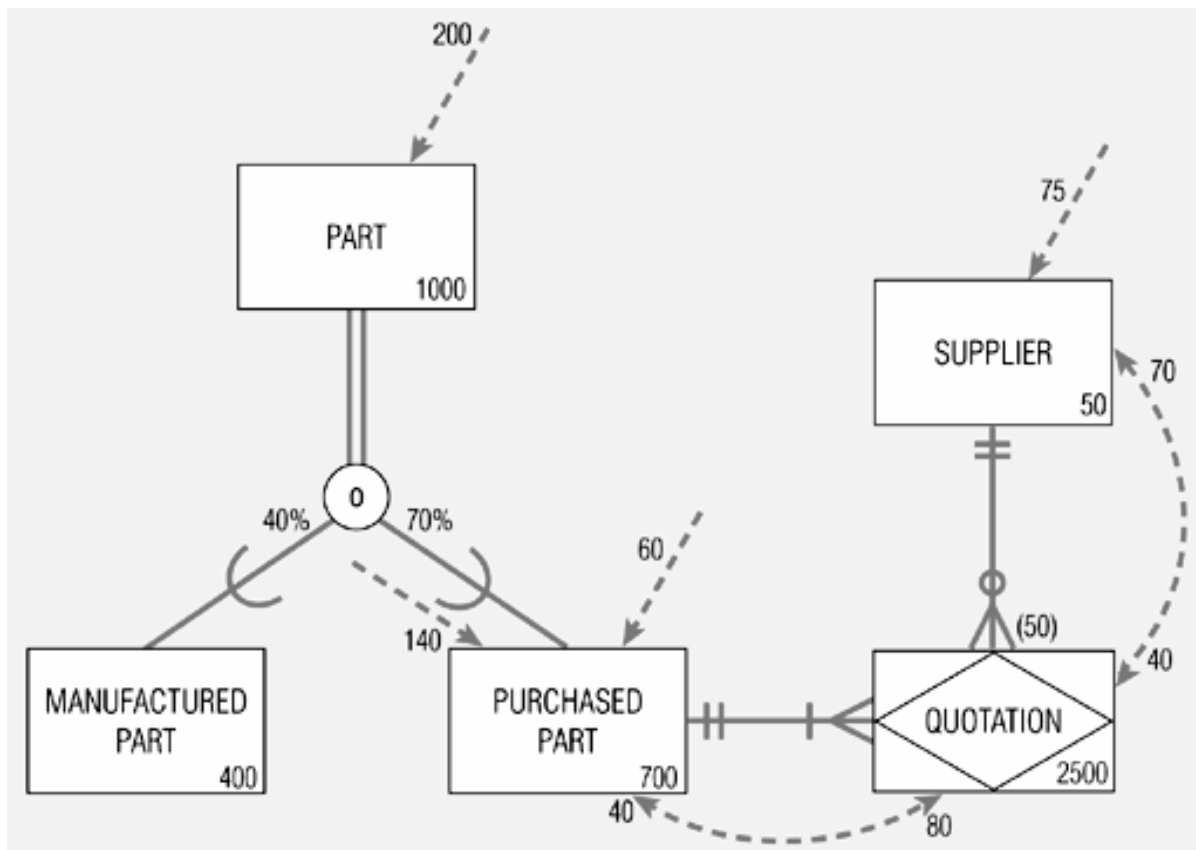 200
PART
1000
75
SUPPLIER
50
70
O
40%
70%
60
140
(50)
40
MANUFACTURED
PART
400
PURCHASED
PART
700
QUOTATION
2500
40
80